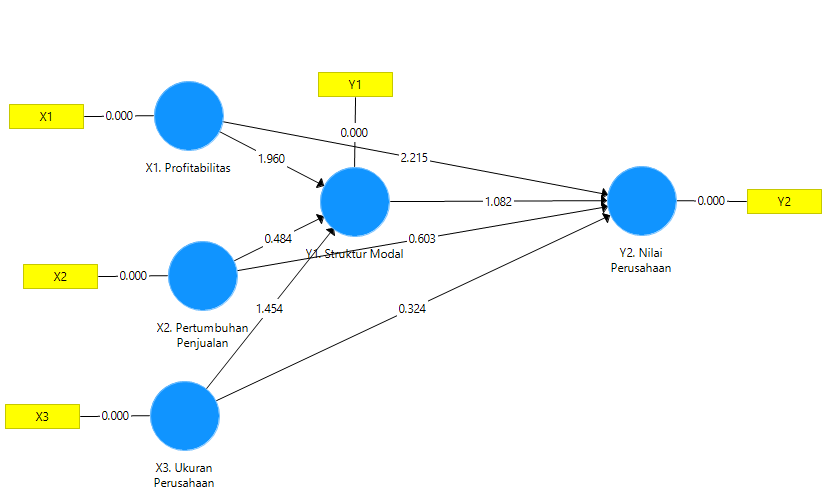 Y1
X1
0.000
0.000
1.960
2.215
X1. Profitabilitas
1.082
0.000
Y2
0.484
0.603
Y1. Struktur Modal
Y2. Nilai
Perusahaan
X2
0.000
1.454
0.324
X2. Pertumbuhan
Penjualan
X3
0.000
X3. Ukuran
Perusahaan